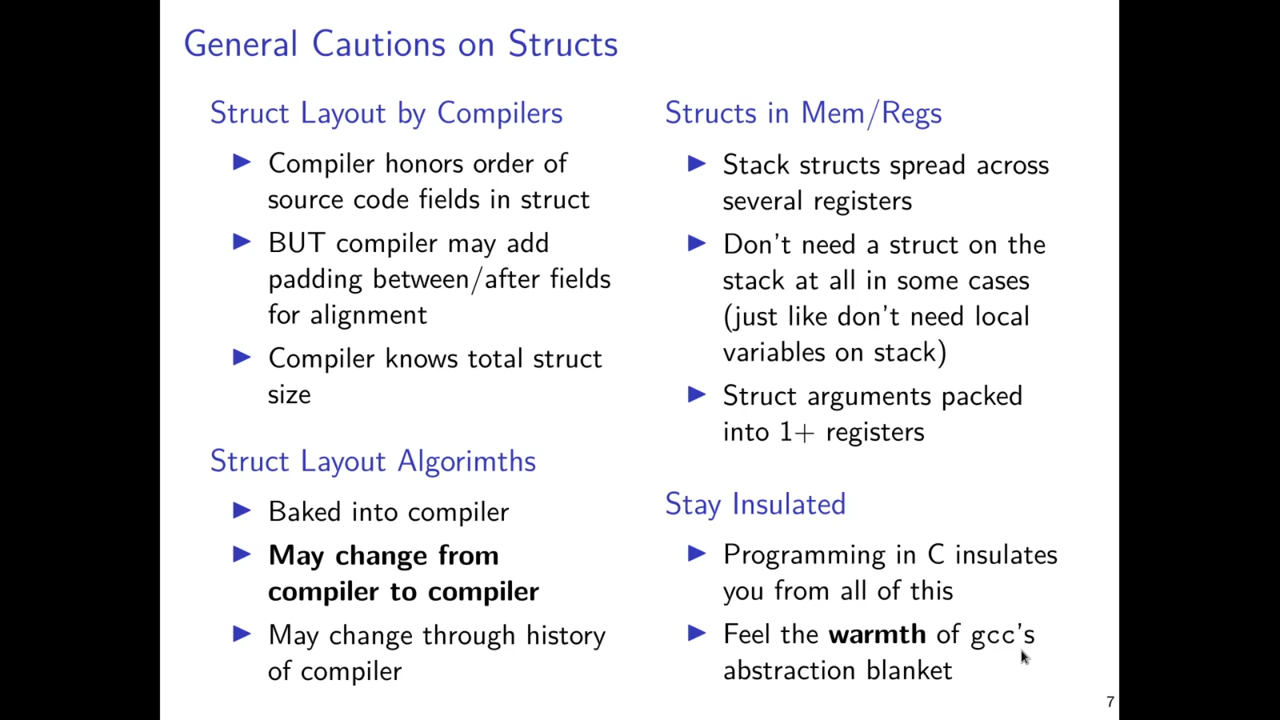 General Cautions on Structs
Struct Layout by Compilers
▶ Compiler honors order of
source code fields in struct
▶ BUT compiler may add
padding between/after fields
for alignment
▶ Compiler knows total struct
size
Struct Layout Algorimths
▶ Baked into compiler
▶ May change from
compiler to compiler
▶ May change through history
of compiler
Structs in Mem/Regs
▶ Stack structs spread across
several registers
▶ Don't need a struct on the
stack at all in some cases
(just like don't need local
variables on stack)
▶ Struct arguments packed
into 1+ registers
Stay Insulated
▶ Programming in C insulates
you from all of this
▶ Feel the warmth of gcc's
abstraction blanket
7